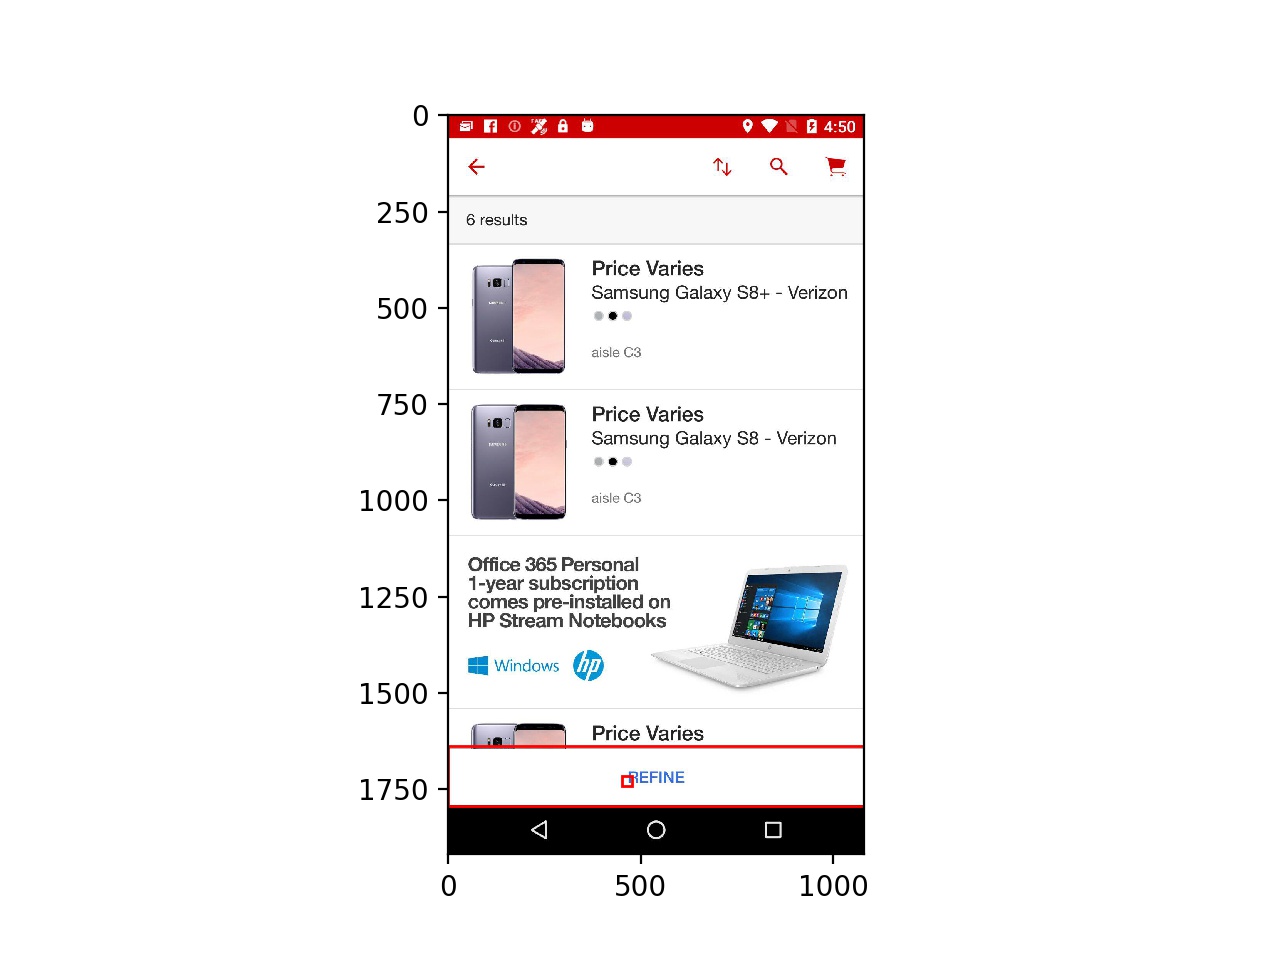 0
250
500
750
1000
1250
1500
1750
4:50
6 results
Price Varies
Samsung Galaxy S8+ - Verizon
aisle C3
Price Varies
Samsung Galaxy S8 - Verizon
aisle C3
Office 365 Personal
1-year subscription
comes pre-installed on
HP Stream Notebooks
Windows hp
Price Varies
REFINE
0 500 1000